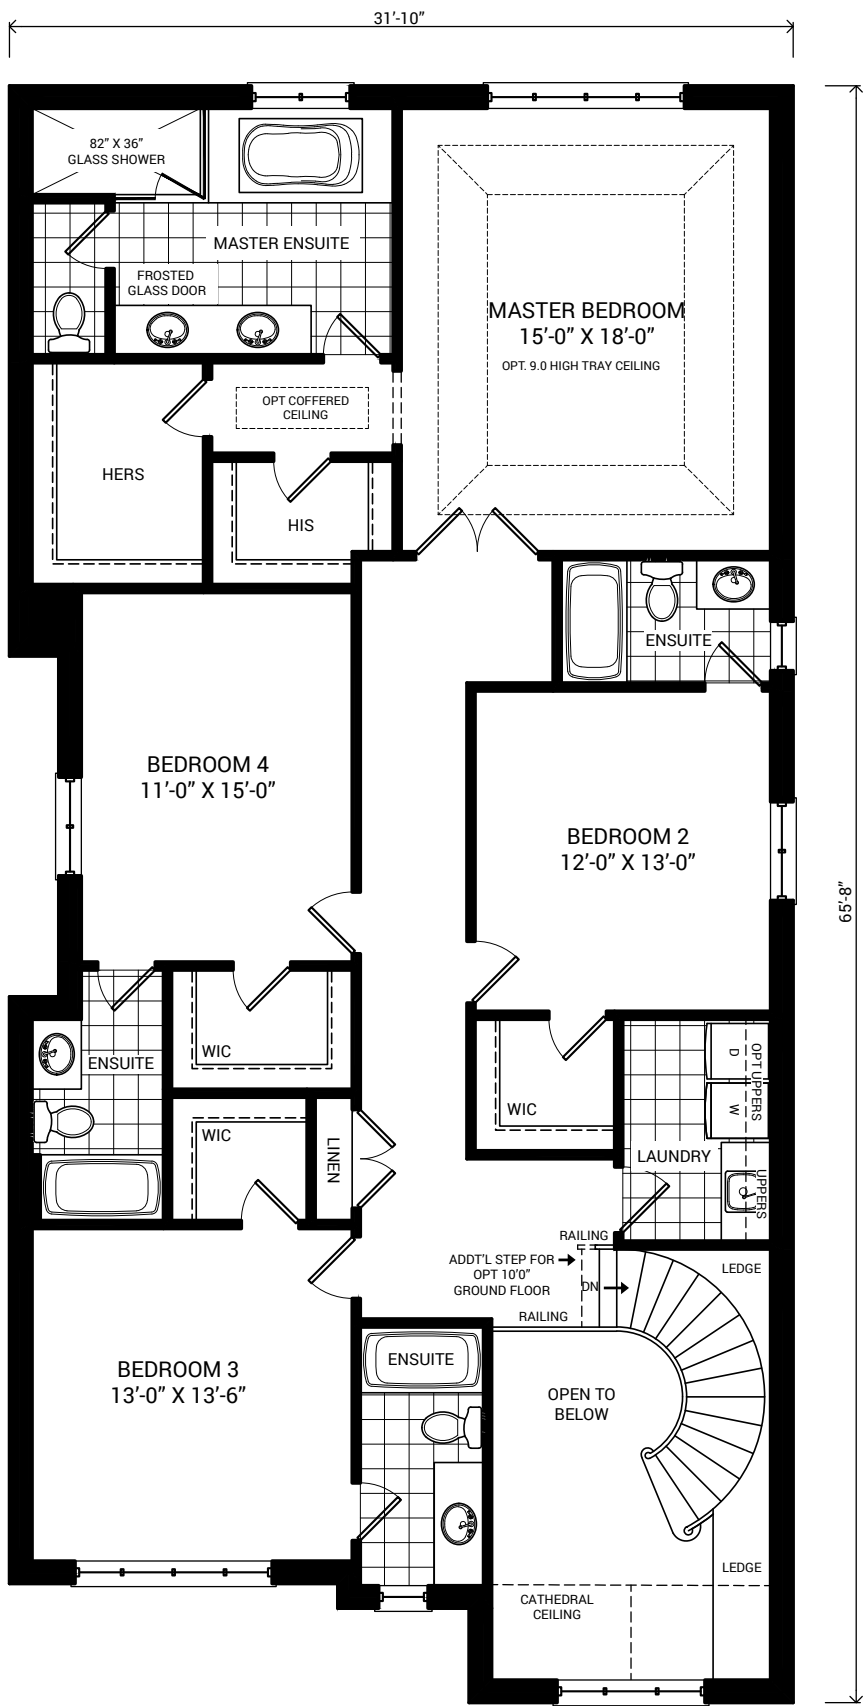 31'-10"
82" X 36"
GLASS SHOWER
MASTER ENSUITE
FROSTED
GLASS DOOR
MASTER BEDROOM
15'-0" X 18'-0"
OPT. 9.0 HIGH TRAY CEILING
OPT COFFERED
CEILING
HERS
HIS
ENSUITE
BEDROOM 4
11'-0" X 15'-0"
BEDROOM 2
12'-0" X 13'-0"
65'-8"
WIC
ENSUITE
D
OPT UPPERS
W
WIC
WIC
LINEN
LAUNDRY
UPPERS
RAILING
ADDT'L STEP FOR
OPT 10'0"
GROUND FLOOR
DN
LEDGE
RAILING
ENSUITE
BEDROOM 3
13'-0" X 13'-6"
OPEN TO
BELOW
LEDGE
CATHEDRAL
CEILING